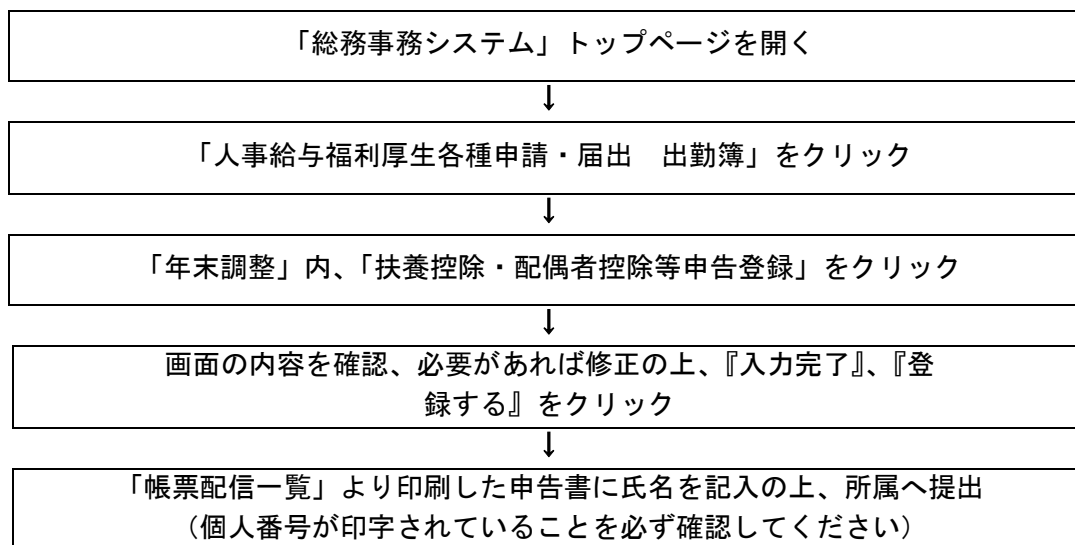 「総務事務システム」トップページを開く
↓
「人事給与福利厚生各種申請・届出　出勤簿」をクリック
↓
「年末調整」内、「扶養控除・配偶者控除等申告登録」をクリック
↓
画面の内容を確認、必要があれば修正の上、『入力完了』、『登
録する』をクリック
↓
「帳票配信一覧」より印刷した申告書に氏名を記入の上、所属へ提出
（個人番号が印字されていることを必ず確認してください）